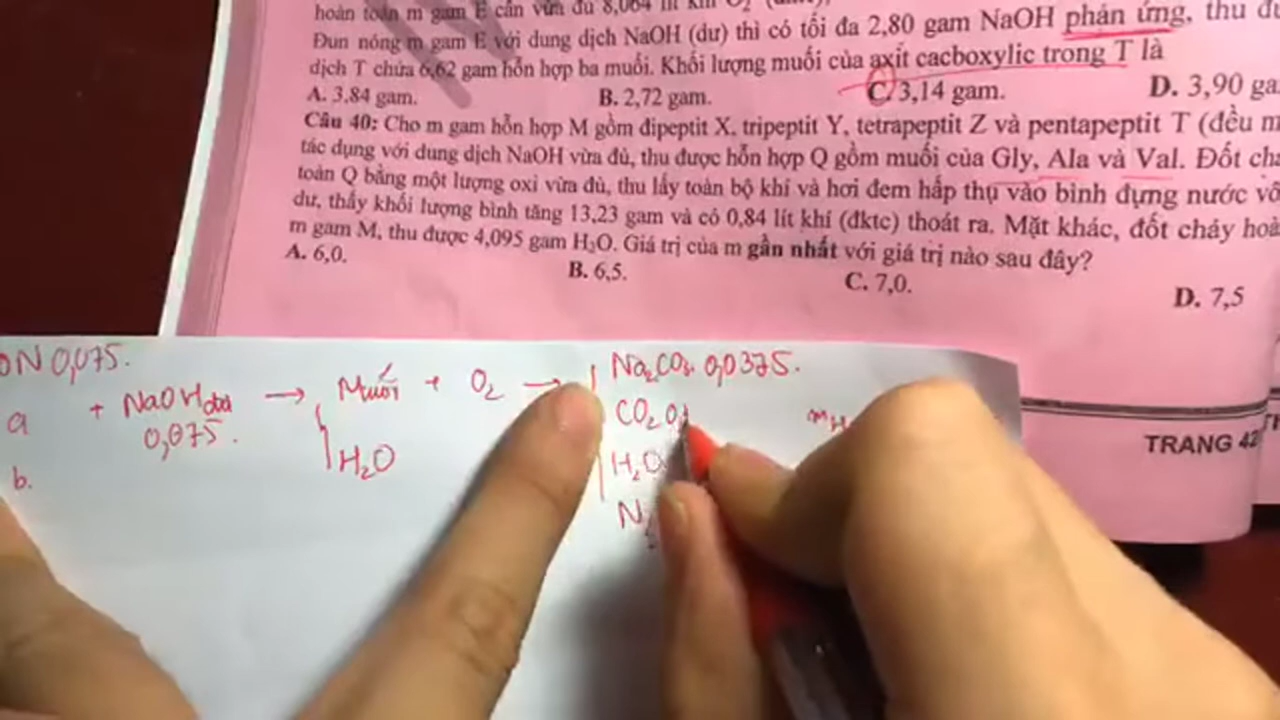 hoàn toàn m gam E cần vừa đủ 8,064 lít khí O2
Đun nóng m gam E với dung dịch NaOH (dư) thì có tối đa 2,80 gam NaOH phản ứng, thu đ
dịch T chứa 6,62 gam hỗn hợp ba muối. Khối lượng muối của axit cacboxylic trong T là
A. 3,84 gam. B. 2,72 gam. C. 3,14 gam. D. 3,90 ga
Câu 40: Cho m gam hỗn hợp M gồm đipeptit X, tripeptit Y, tetrapeptit Z và pentapeptit T (đều m
tác dụng với dung dịch NaOH vừa đủ, thu được hỗn hợp Q gồm muối của Gly, Ala và Val. Đốt chá
toàn Q bằng một lượng oxi vừa đủ, thu lấy toàn bộ khí và hơi đem hấp thụ vào bình đựng nước vô
dư, thấy khối lượng bình tăng 13,23 gam và có 0,84 lít khí (đktc) thoát ra. Mặt khác, đốt cháy hoà
m gam M, thu được 4,095 gam H2O. Giá trị của m gần nhất với giá trị nào sau đây?
A. 6,0. B. 6,5. C. 7,0. D. 7,5
TRANG 42
ON 0,075.
a + NaOH → Muối + O2 → Na2CO3. 0,0375.
0,075.
CO2
b. H2O H2O
N2